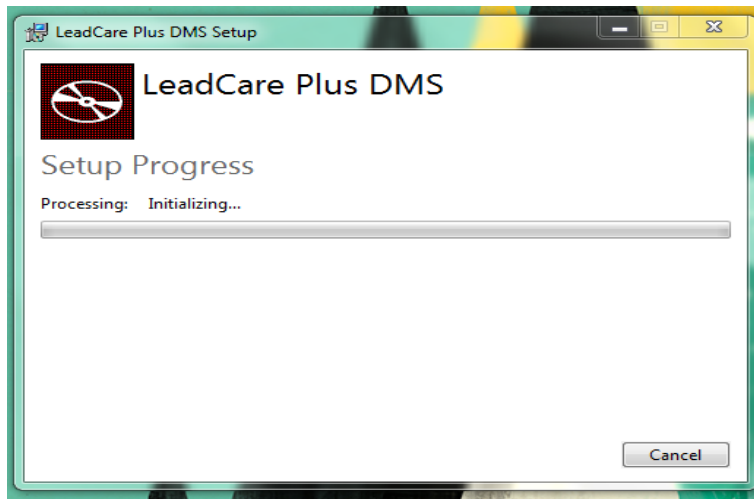 LeadCare Plus DMS Setup
LeadCare Plus DMS
Setup Progress
Processing: Initializing...
Cancel